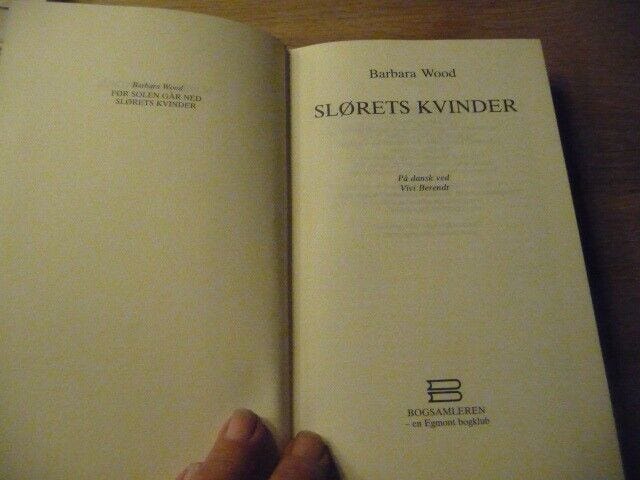 Barbara Wood
FØR SOLEN GÅR NED
SLØRETS KVINDER
Barbara Wood
SLØRETS KVINDER
På dansk ved
Vivi Berendt
BOGSAMLEREN
– en Egmont bogklub